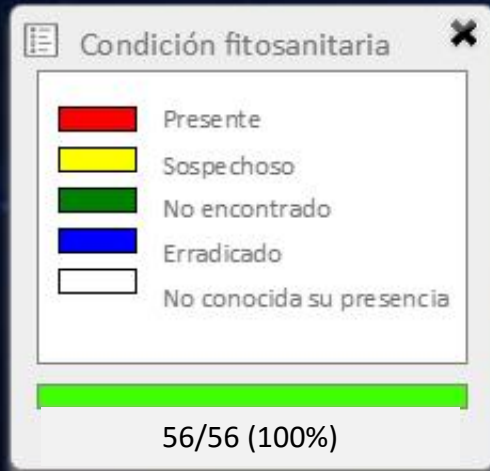 Condición fitosanitaria
Presente
Sospechoso
No encontrado
Erradicado
No conocida su presencia
56/56 (100%)